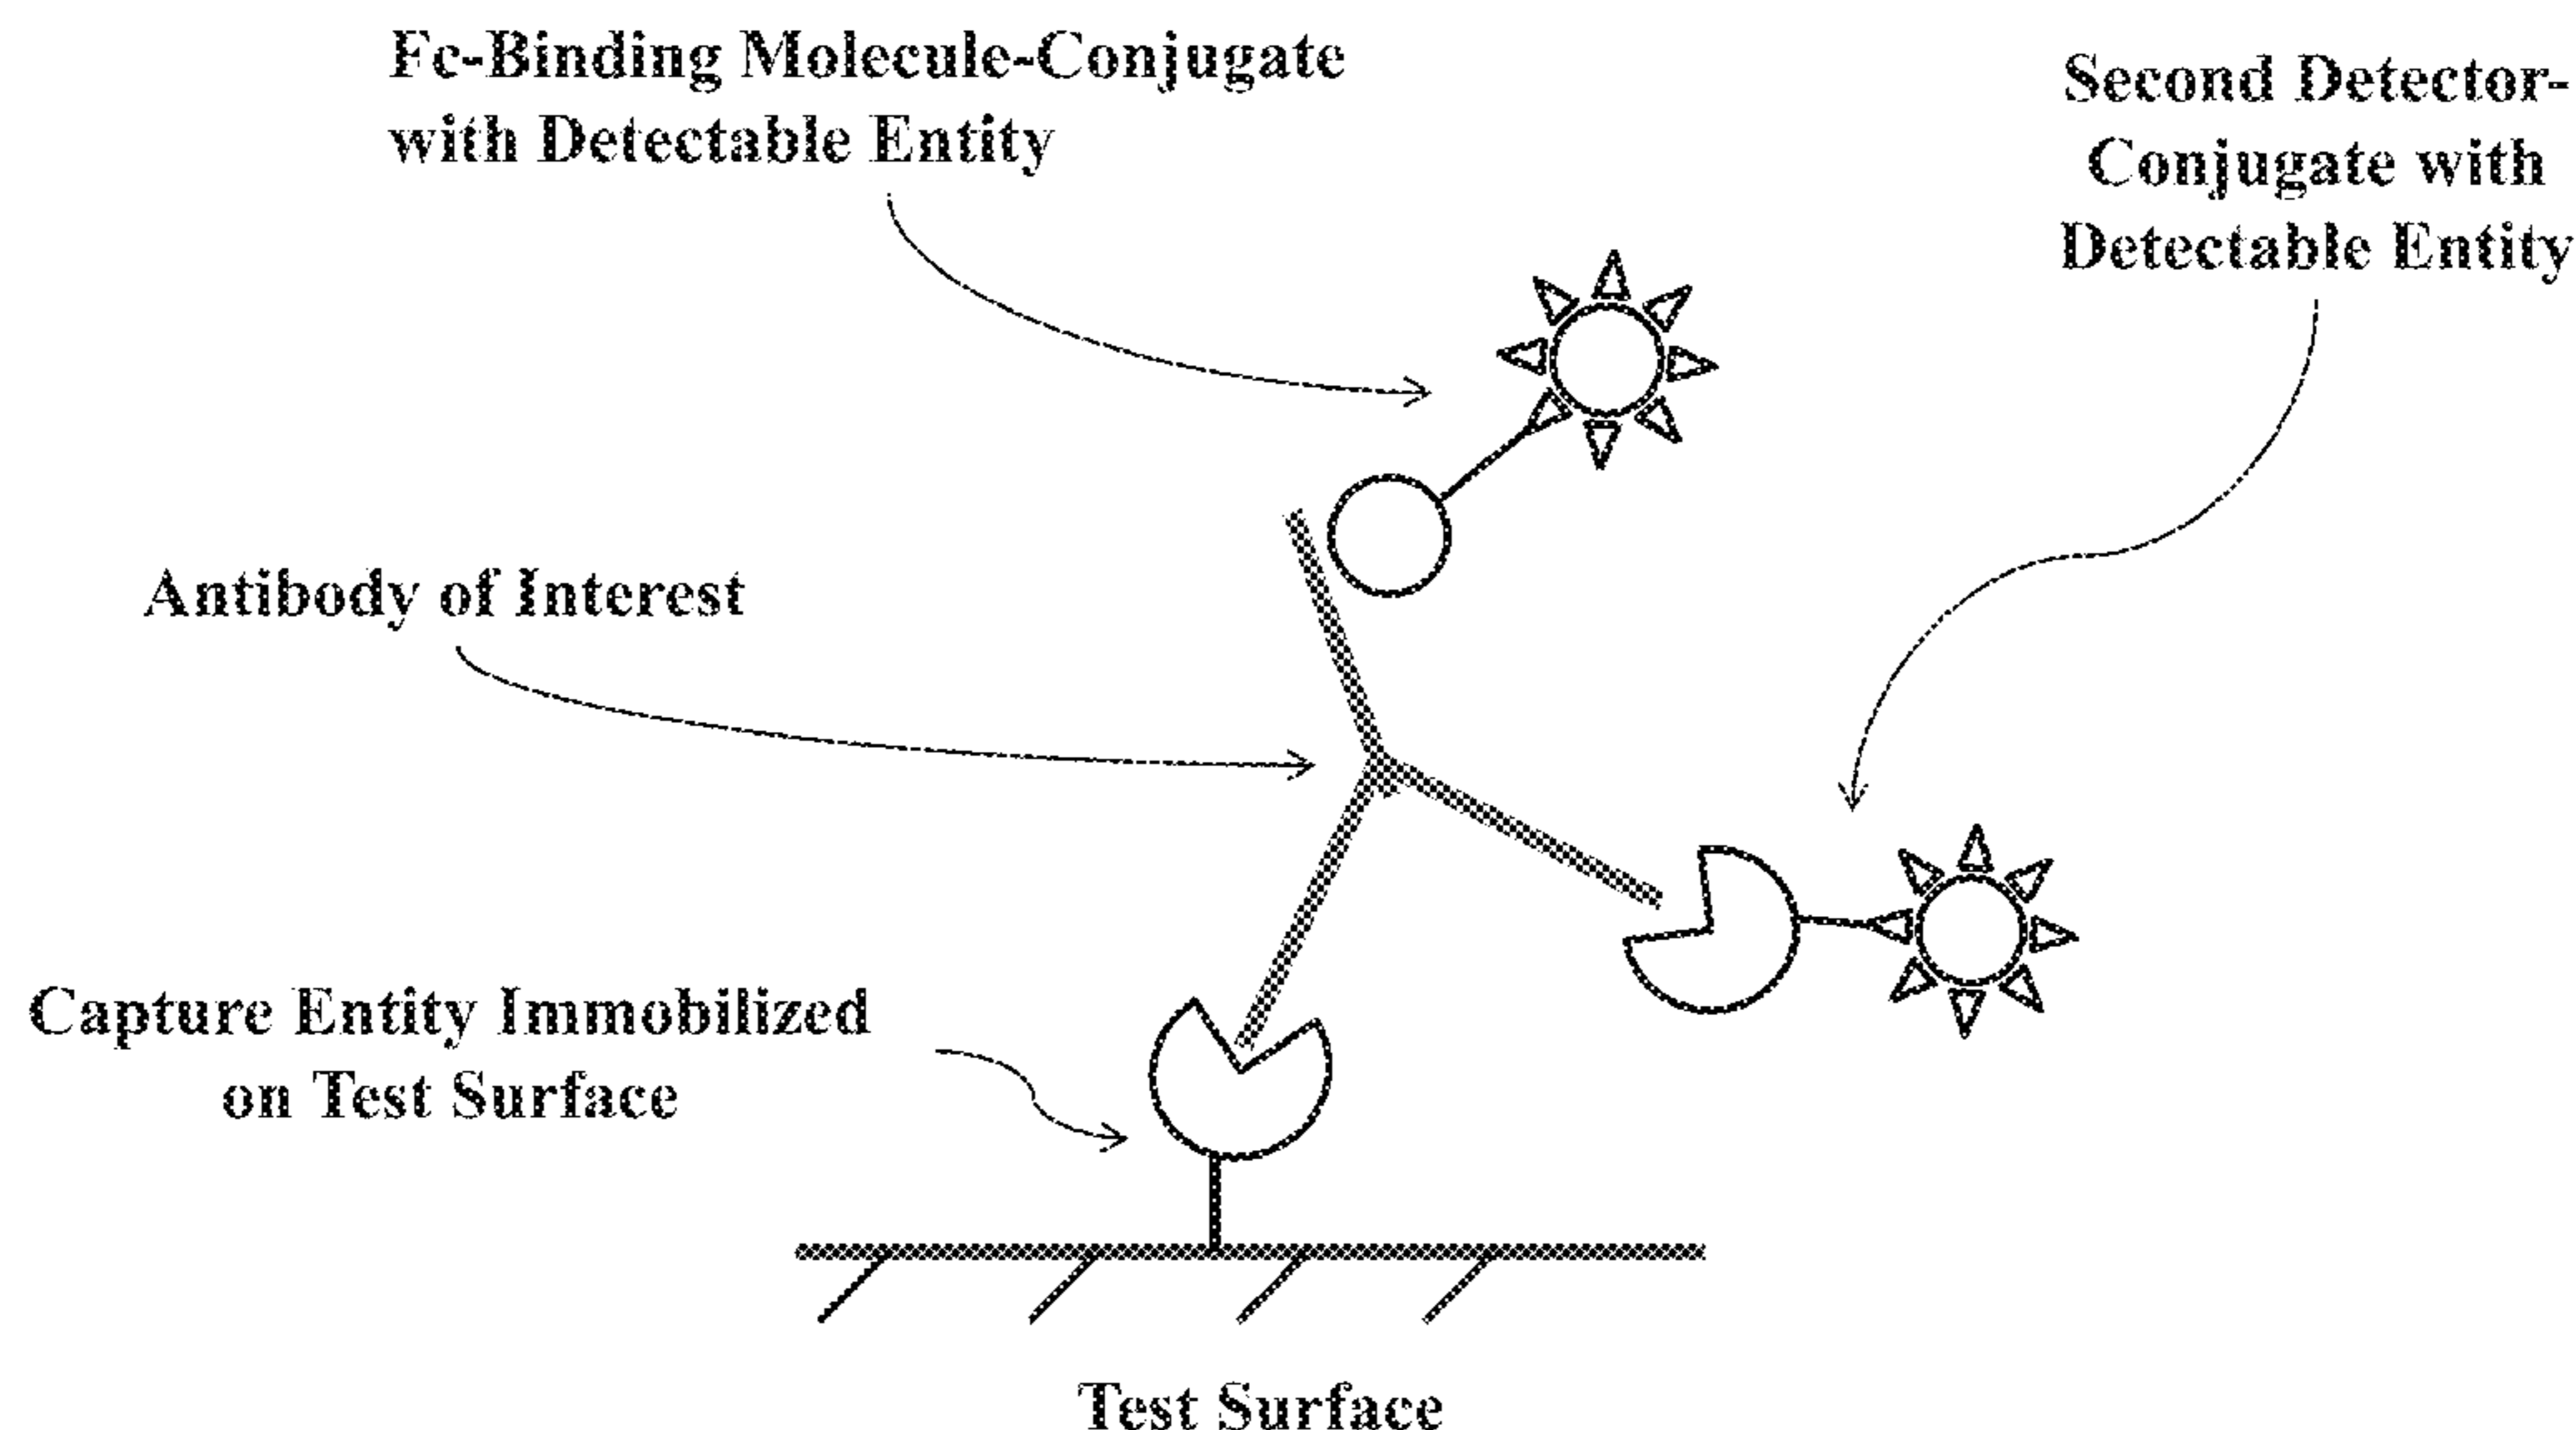 Fc-Binding Molecule-Conjugate
with Detectable Entity
Second Detector-
Conjugate with
Detectable Entity
Antibody of Interest
Capture Entity Immobilized
on Test Surface
Test Surface